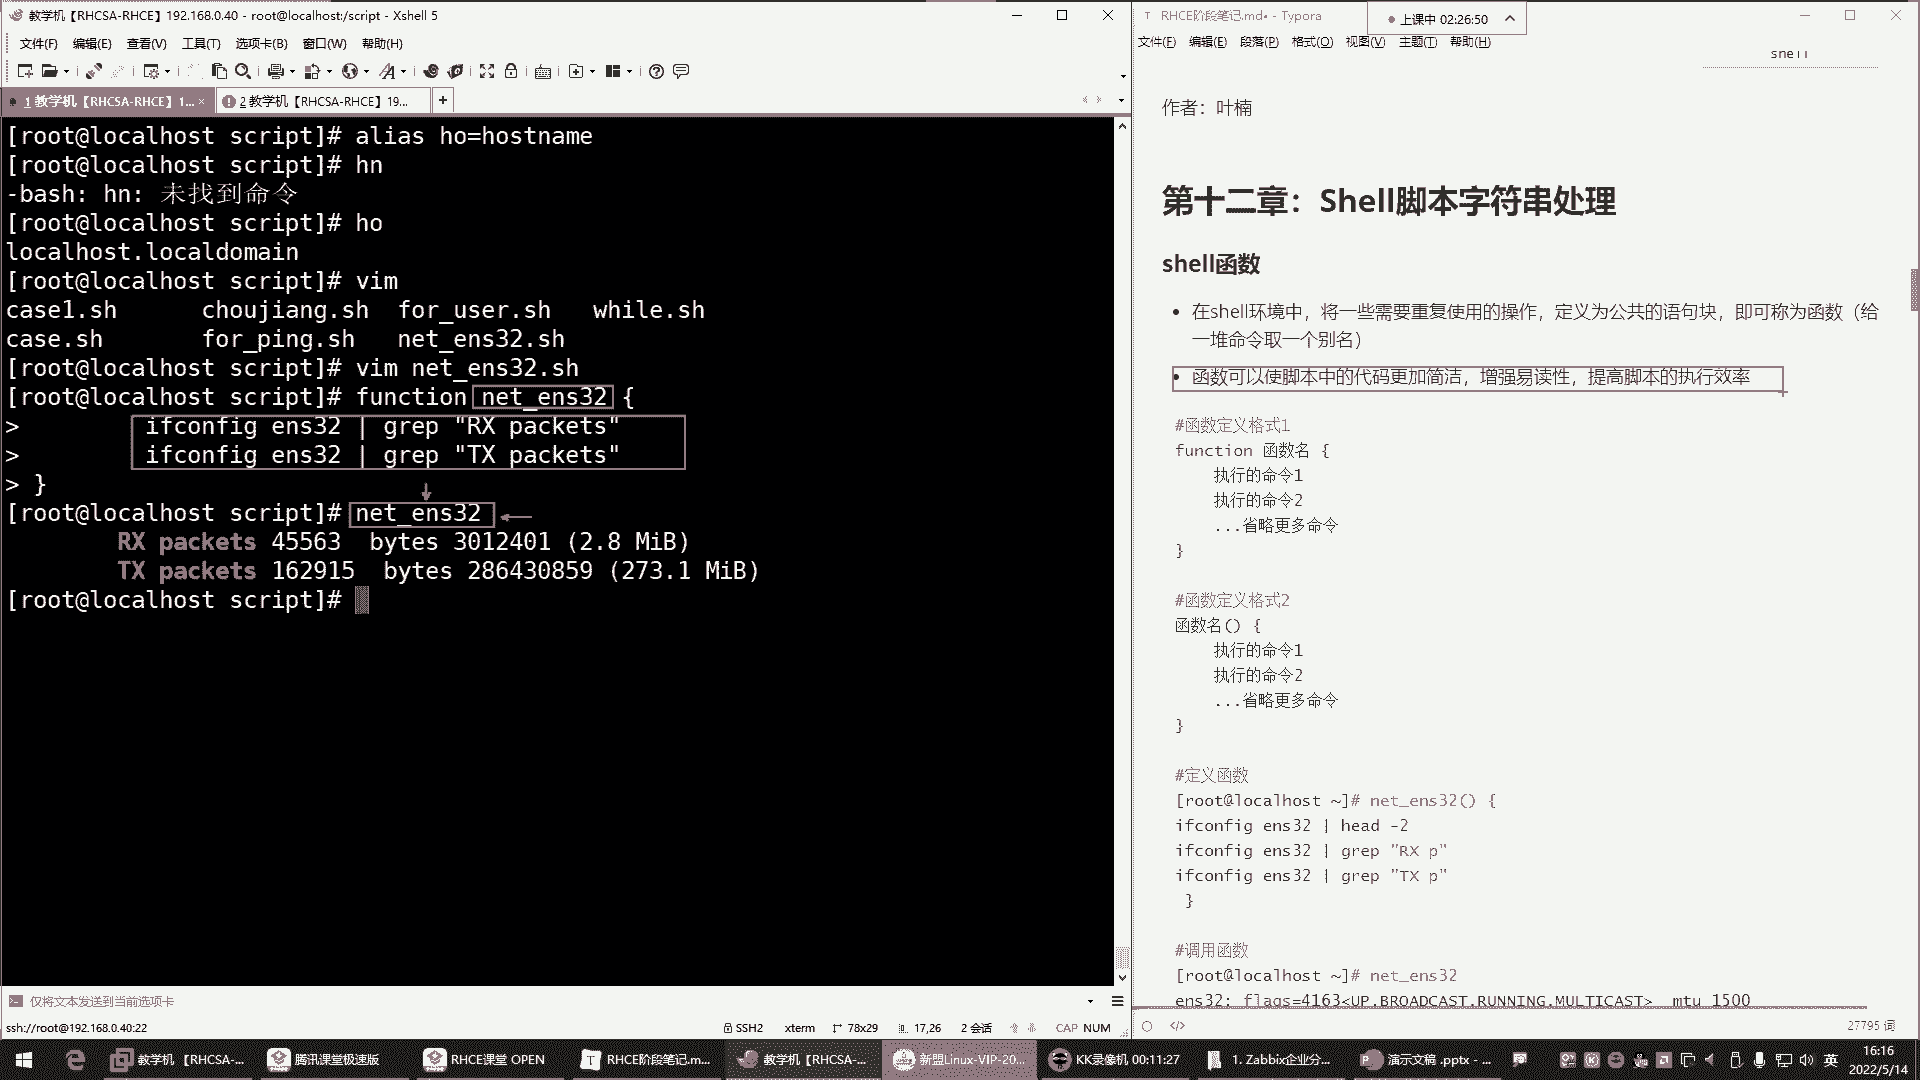 教学机【RHCSA-RHCE】192.168.0.40 - root@localhost:/script - Xshell 5
文件(F) 编辑(E) 查看(V) 工具(T) 选项卡(B) 窗口(W) 帮助(H)
1 教学机【RHCSA-RHCE】1... × 2 教学机【RHCSA-RHCE】19... +
[root@localhost script]# alias ho=hostname
[root@localhost script]# hn
-bash: hn: 未找到命令
[root@localhost script]# ho
localhost.localdomain
[root@localhost script]# vim
case1.sh choujiang.sh for_user.sh while.sh
case.sh for_ping.sh net_ens32.sh
[root@localhost script]# vim net_ens32.sh
[root@localhost script]# function net_ens32 {
> ifconfig ens32 | grep "RX packets"
> ifconfig ens32 | grep "TX packets"
> }
[root@localhost script]# net_ens32
RX packets 45563 bytes 3012401 (2.8 MiB)
TX packets 162915 bytes 286430859 (273.1 MiB)
[root@localhost script]#
仅将文本发送到当前选项卡
ssh://root@192.168.0.40:22 SSH2 xterm 78x29 17,26 2 会话 CAP NUM
RHCE阶段笔记.md• - Typora
上课中 02:26:50
文件(F) 编辑(E) 段落(P) 格式(O) 视图(V) 主题(T) 帮助(H)
shell
作者：叶楠
第十二章：Shell脚本字符串处理
shell函数
• 在shell环境中，将一些需要重复使用的操作，定义为公共的语句块，即可称为函数（给
一堆命令取一个别名）
• 函数可以使脚本中的代码更加简洁，增强易读性，提高脚本的执行效率
#函数定义格式1
function 函数名 {
执行的命令1
执行的命令2
...省略更多命令
}
#函数定义格式2
函数名() {
执行的命令1
执行的命令2
...省略更多命令
}
#定义函数
[root@localhost ~]# net_ens32() {
ifconfig ens32 | head -2
ifconfig ens32 | grep "RX p"
ifconfig ens32 | grep "TX p"
}
#调用函数
[root@localhost ~]# net_ens32
ens32: flags=4163<UP,BROADCAST,RUNNING,MULTICAST> mtu 1500
27795 词
教学机 【RHCSA-... 腾讯课堂极速版 RHCE课堂 OPEN RHCE阶段笔记.m... 教学机【RHCSA-... 新盟Linux-VIP-20... KK录像机 00:11:27 1. Zabbix企业分... 演示文稿 .pptx - ... 英
16:16
2022/5/14